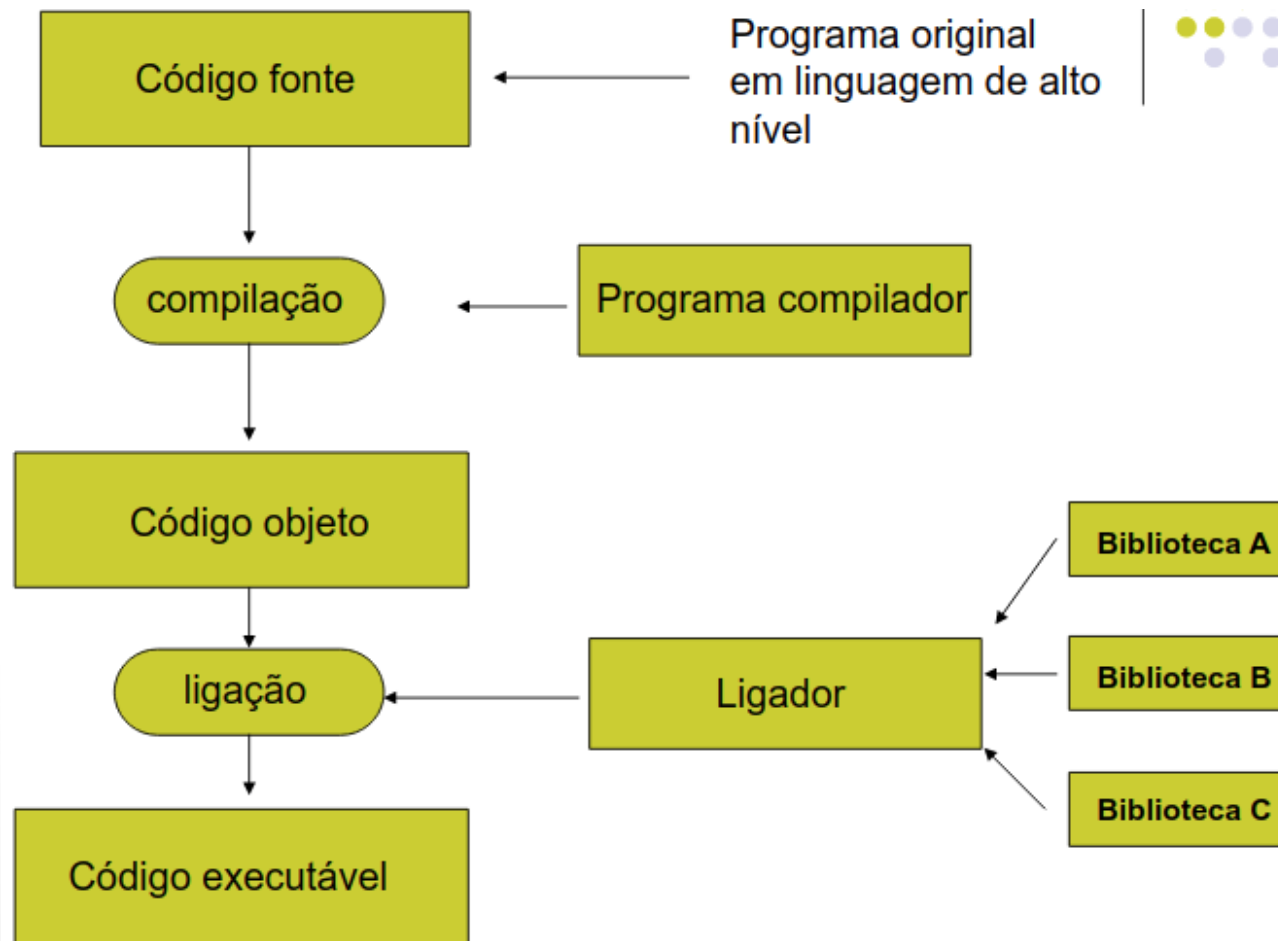 Código fonte
Programa original
em linguagem de alto
nível
compilação
Programa compilador
Código objeto
Biblioteca A
ligação
Ligador
Biblioteca B
Biblioteca C
Código executável